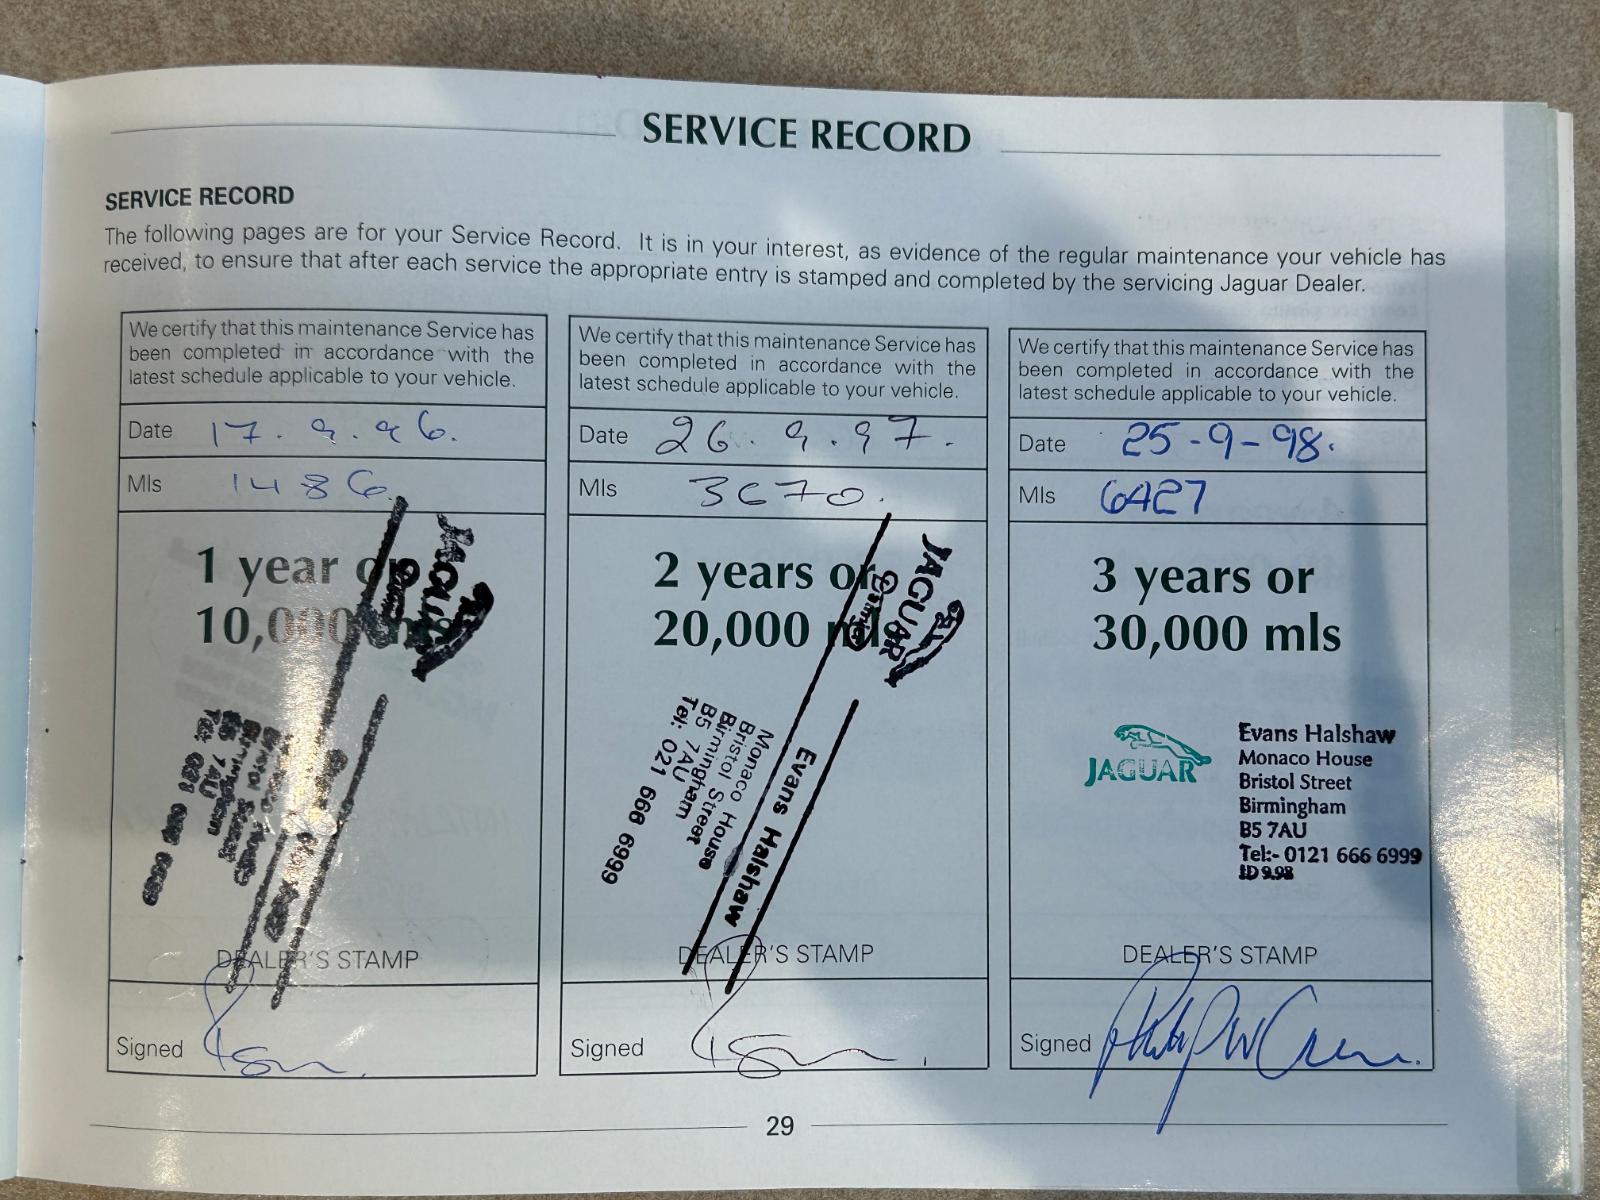 SERVICE RECORD
SERVICE RECORD
The following pages are for your Service Record. It is in your interest, as evidence of the regular maintenance your vehicle has
received, to ensure that after each service the appropriate entry is stamped and completed by the servicing Jaguar Dealer.
We certify that this maintenance Service has
been completed in accordance with the
latest schedule applicable to your vehicle.
Date 17.9.96.
Mls 1486
1 year or
10,000 mls
JAGUAR
Bristol Street
Birmingham
B5 7AU
DEALER'S STAMP
Signed
We certify that this maintenance Service has
been completed in accordance with the
latest schedule applicable to your vehicle.
Date 26.9.97.
Mls 3670.
2 years or
20,000 mls
JAGUAR
Daimler
Evans Halshaw
Monaco House
Bristol Street
Birmingham
B5 7AU
Tel: 021 666 6999
DEALER'S STAMP
Signed
We certify that this maintenance Service has
been completed in accordance with the
latest schedule applicable to your vehicle.
Date 25-9-98.
Mls 6427
3 years or
30,000 mls
JAGUAR
Evans Halshaw
Monaco House
Bristol Street
Birmingham
B5 7AU
Tel:- 0121 666 6999
DEALER'S STAMP
Signed
29